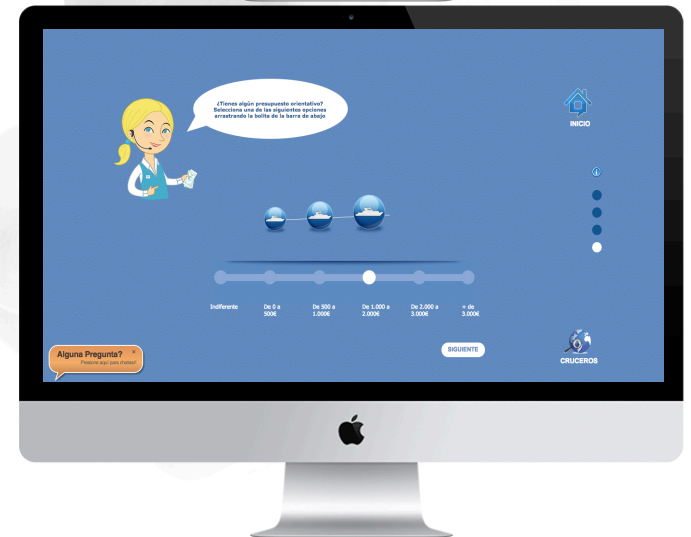 ¿Tienes algún presupuesto orientativo?
Selecciona una de las siguientes opciones
arrastrando la bolita de la barra de abajo
INICIO
Indiferente
De 0 a
500€
De 500 a
1.000€
De 1.000 a
2.000€
De 2.000 a
3.000€
+ de
3.000€
SIGUIENTE
Alguna Pregunta? x
Presione aquí para chatear!
CRUCEROS